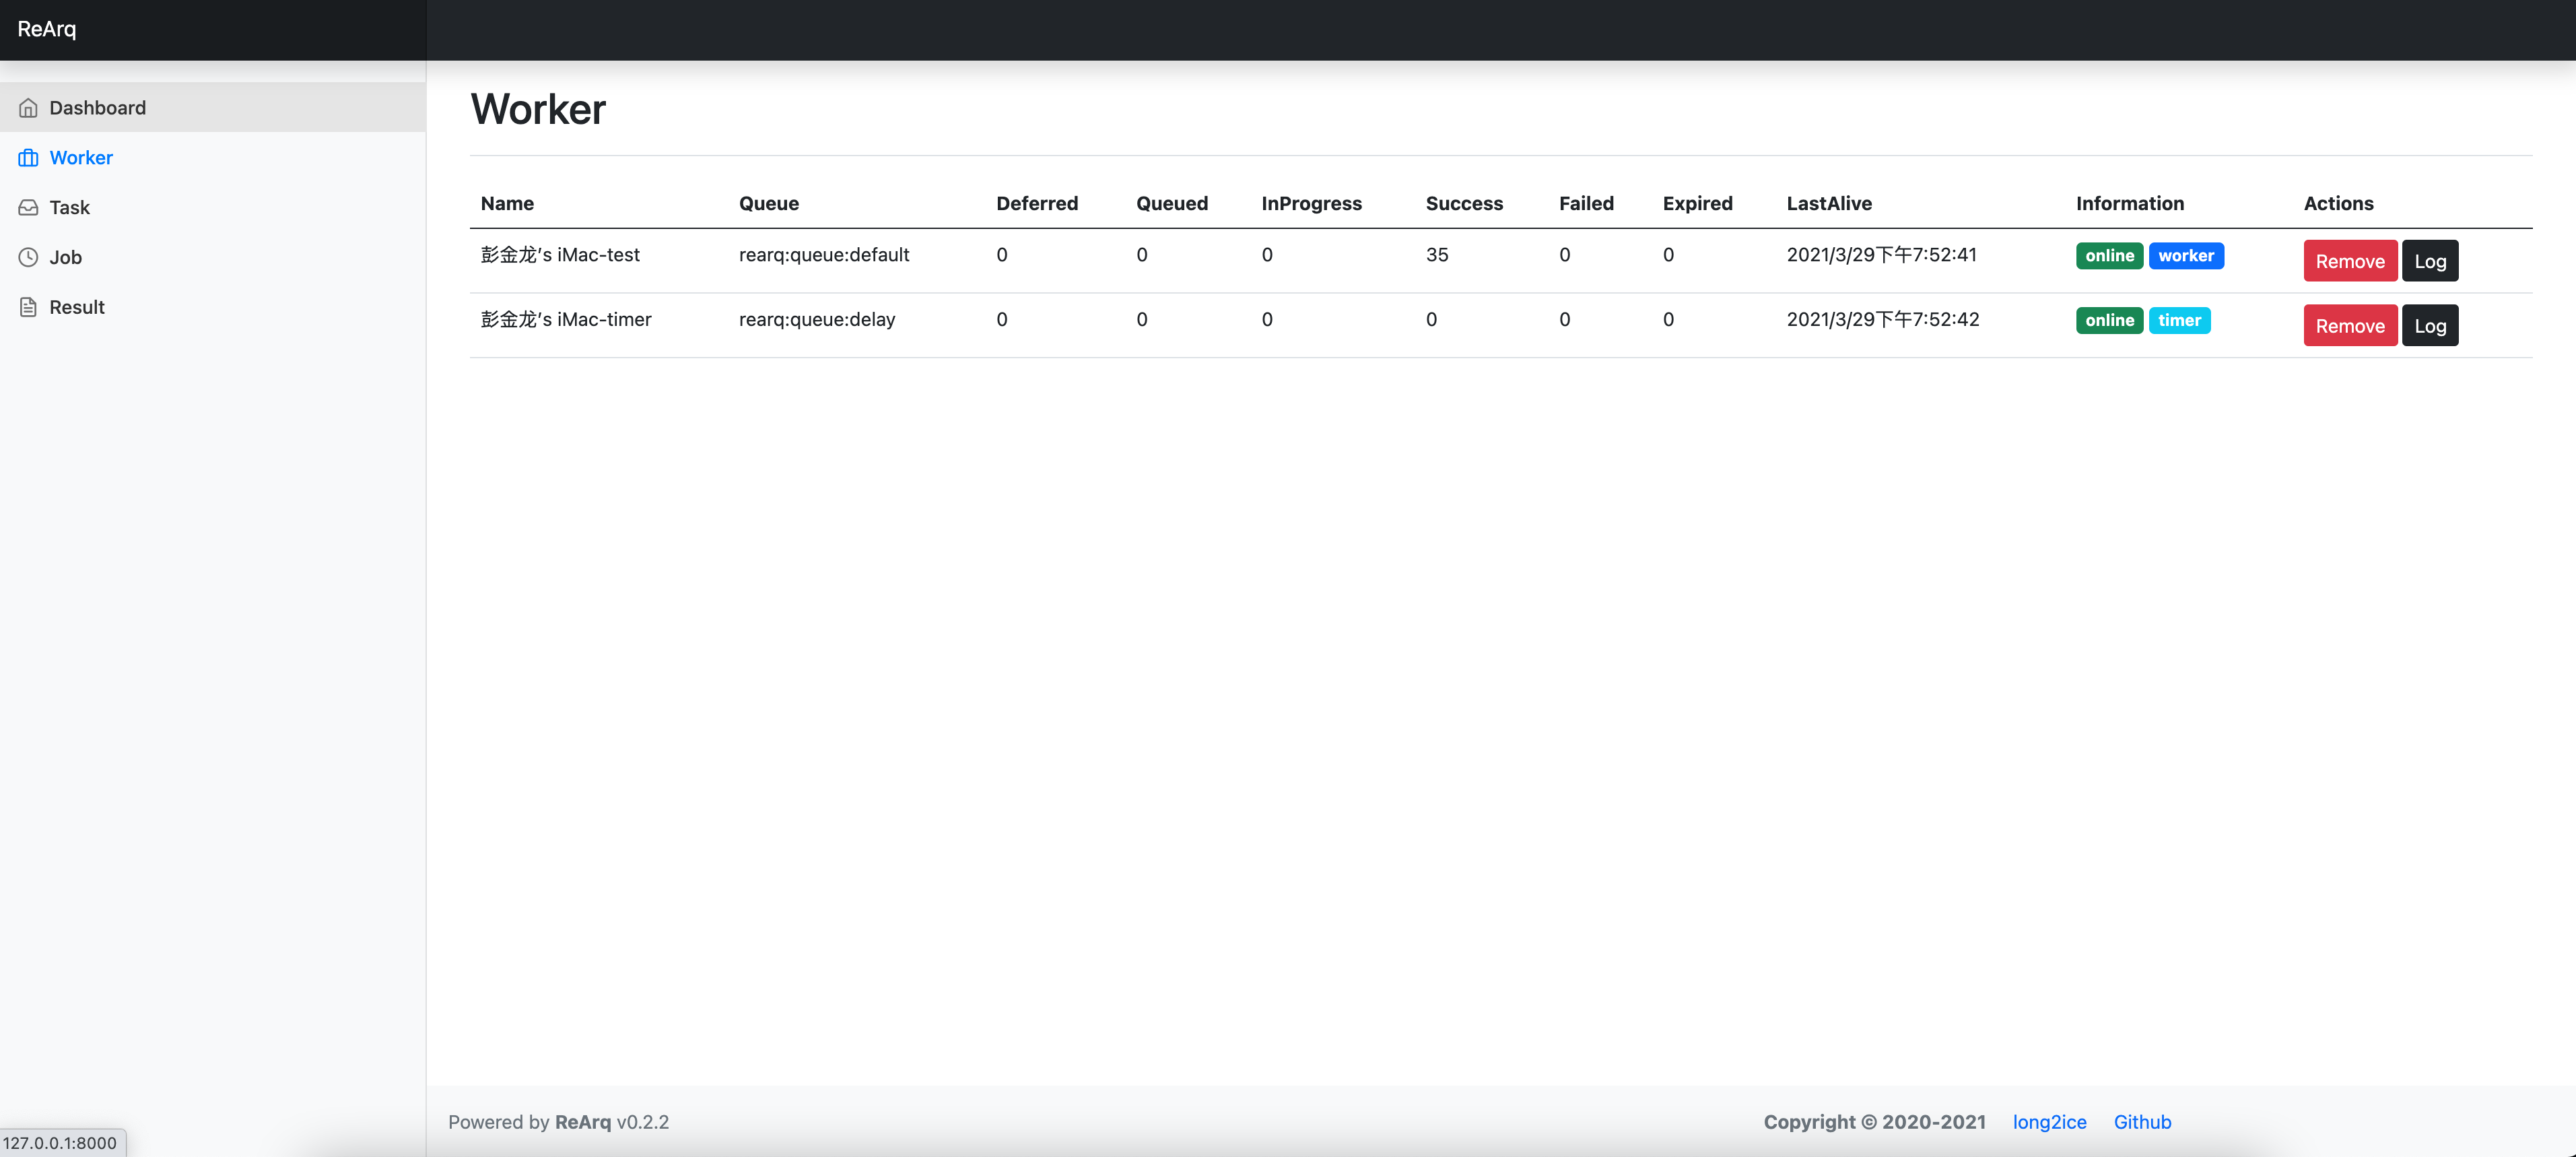 ReArq
Dashboard
Worker
Task
Job
Result
Worker
Name Queue Deferred Queued InProgress Success Failed Expired LastAlive Information Actions
彭金龙's iMac-test rearq:queue:default 0 0 0 35 0 0 2021/3/29下午7:52:41 online worker Remove Log
彭金龙's iMac-timer rearq:queue:delay 0 0 0 0 0 0 2021/3/29下午7:52:42 online timer Remove Log
Powered by ReArq v0.2.2 Copyright © 2020-2021 long2ice Github
127.0.0.1:8000